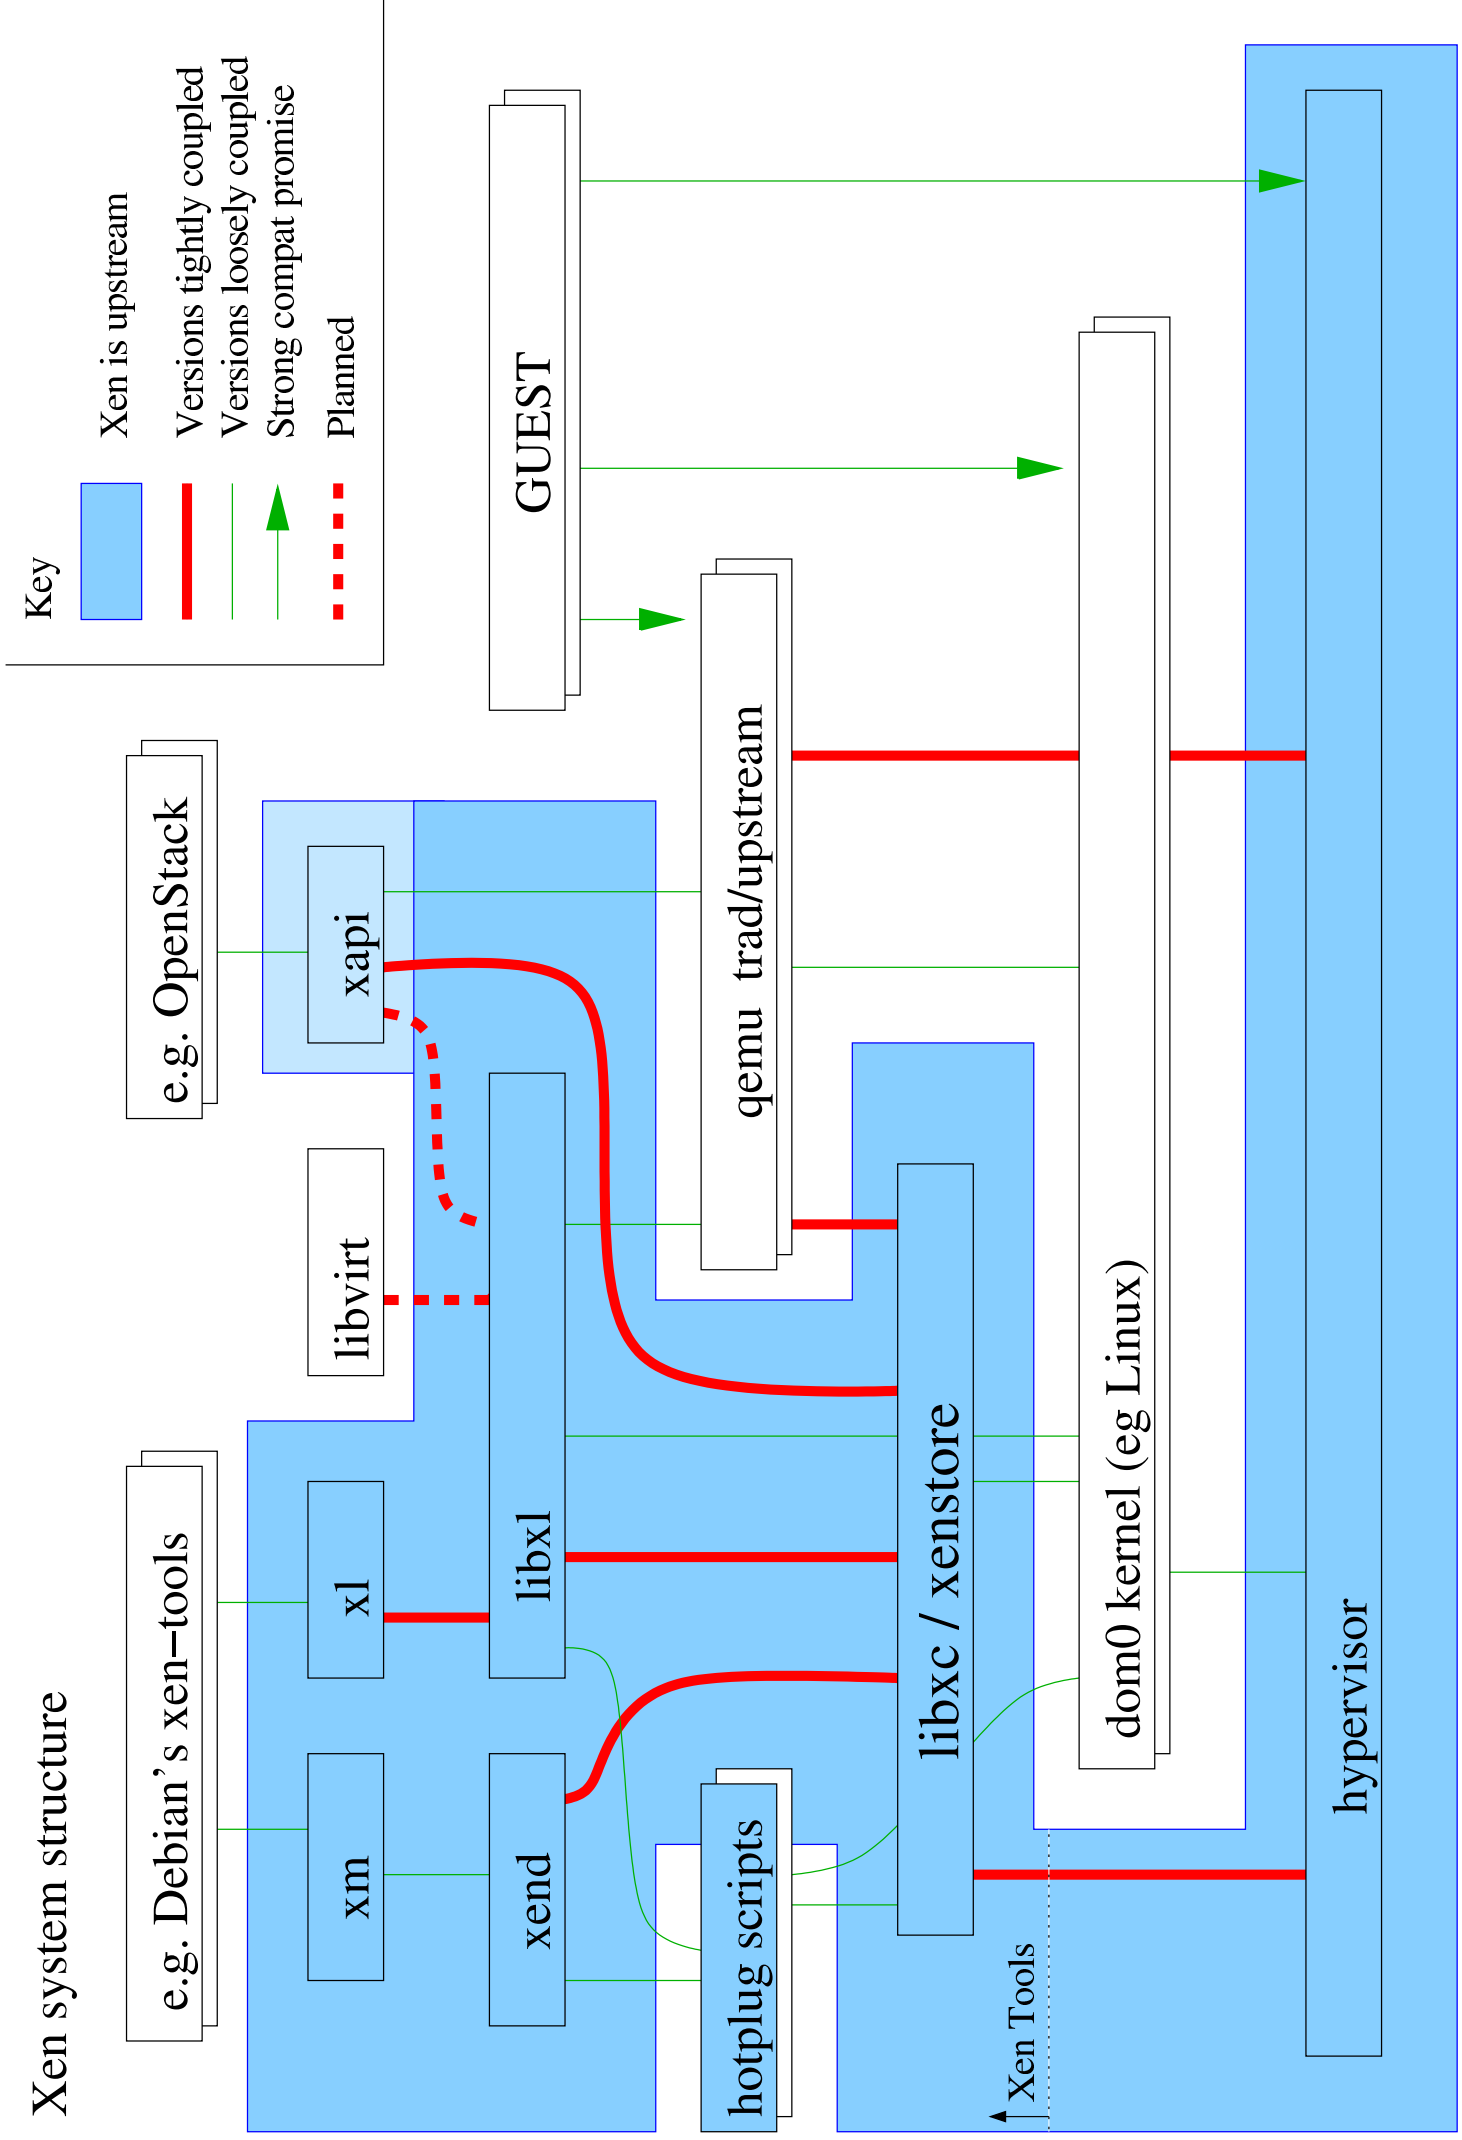 Xen system structure
Key
Xen is upstream
Versions tightly coupled
Versions loosely coupled
Strong compat promise
Planned
e.g. Debian's xen−tools
e.g. OpenStack
xm
xl
libvirt
xapi
xend
libxl
GUEST
hotplug scripts
qemu trad/upstream
libxc / xenstore
Xen Tools
dom0 kernel (eg Linux)
hypervisor